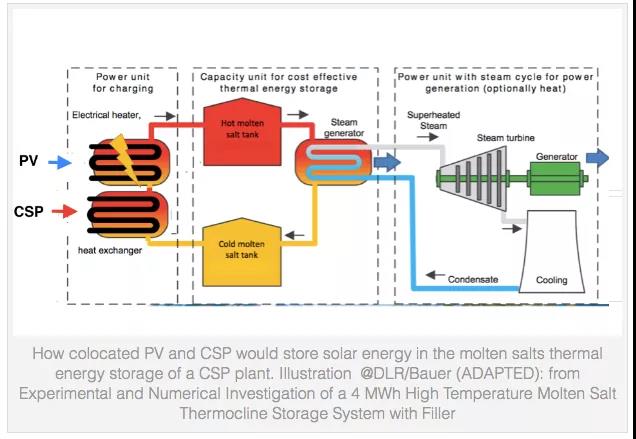 Power unit
for charging
Capacity unit for cost effective
thermal energy storage
Power unit with steam cycle for power
generation (optionally heat)
Electrical heater,
Hot molten
salt tank
Steam
generator
Superheated
Steam
Steam turbine
Generator
PV
CSP
heat exchanger
Cold molten
salt tank
Condensate
Cooling
How colocated PV and CSP would store solar energy in the molten salts thermal
energy storage of a CSP plant. Illustration @DLR/Bauer (ADAPTED): from
Experimental and Numerical Investigation of a 4 MWh High Temperature Molten Salt
Thermocline Storage System with Filler